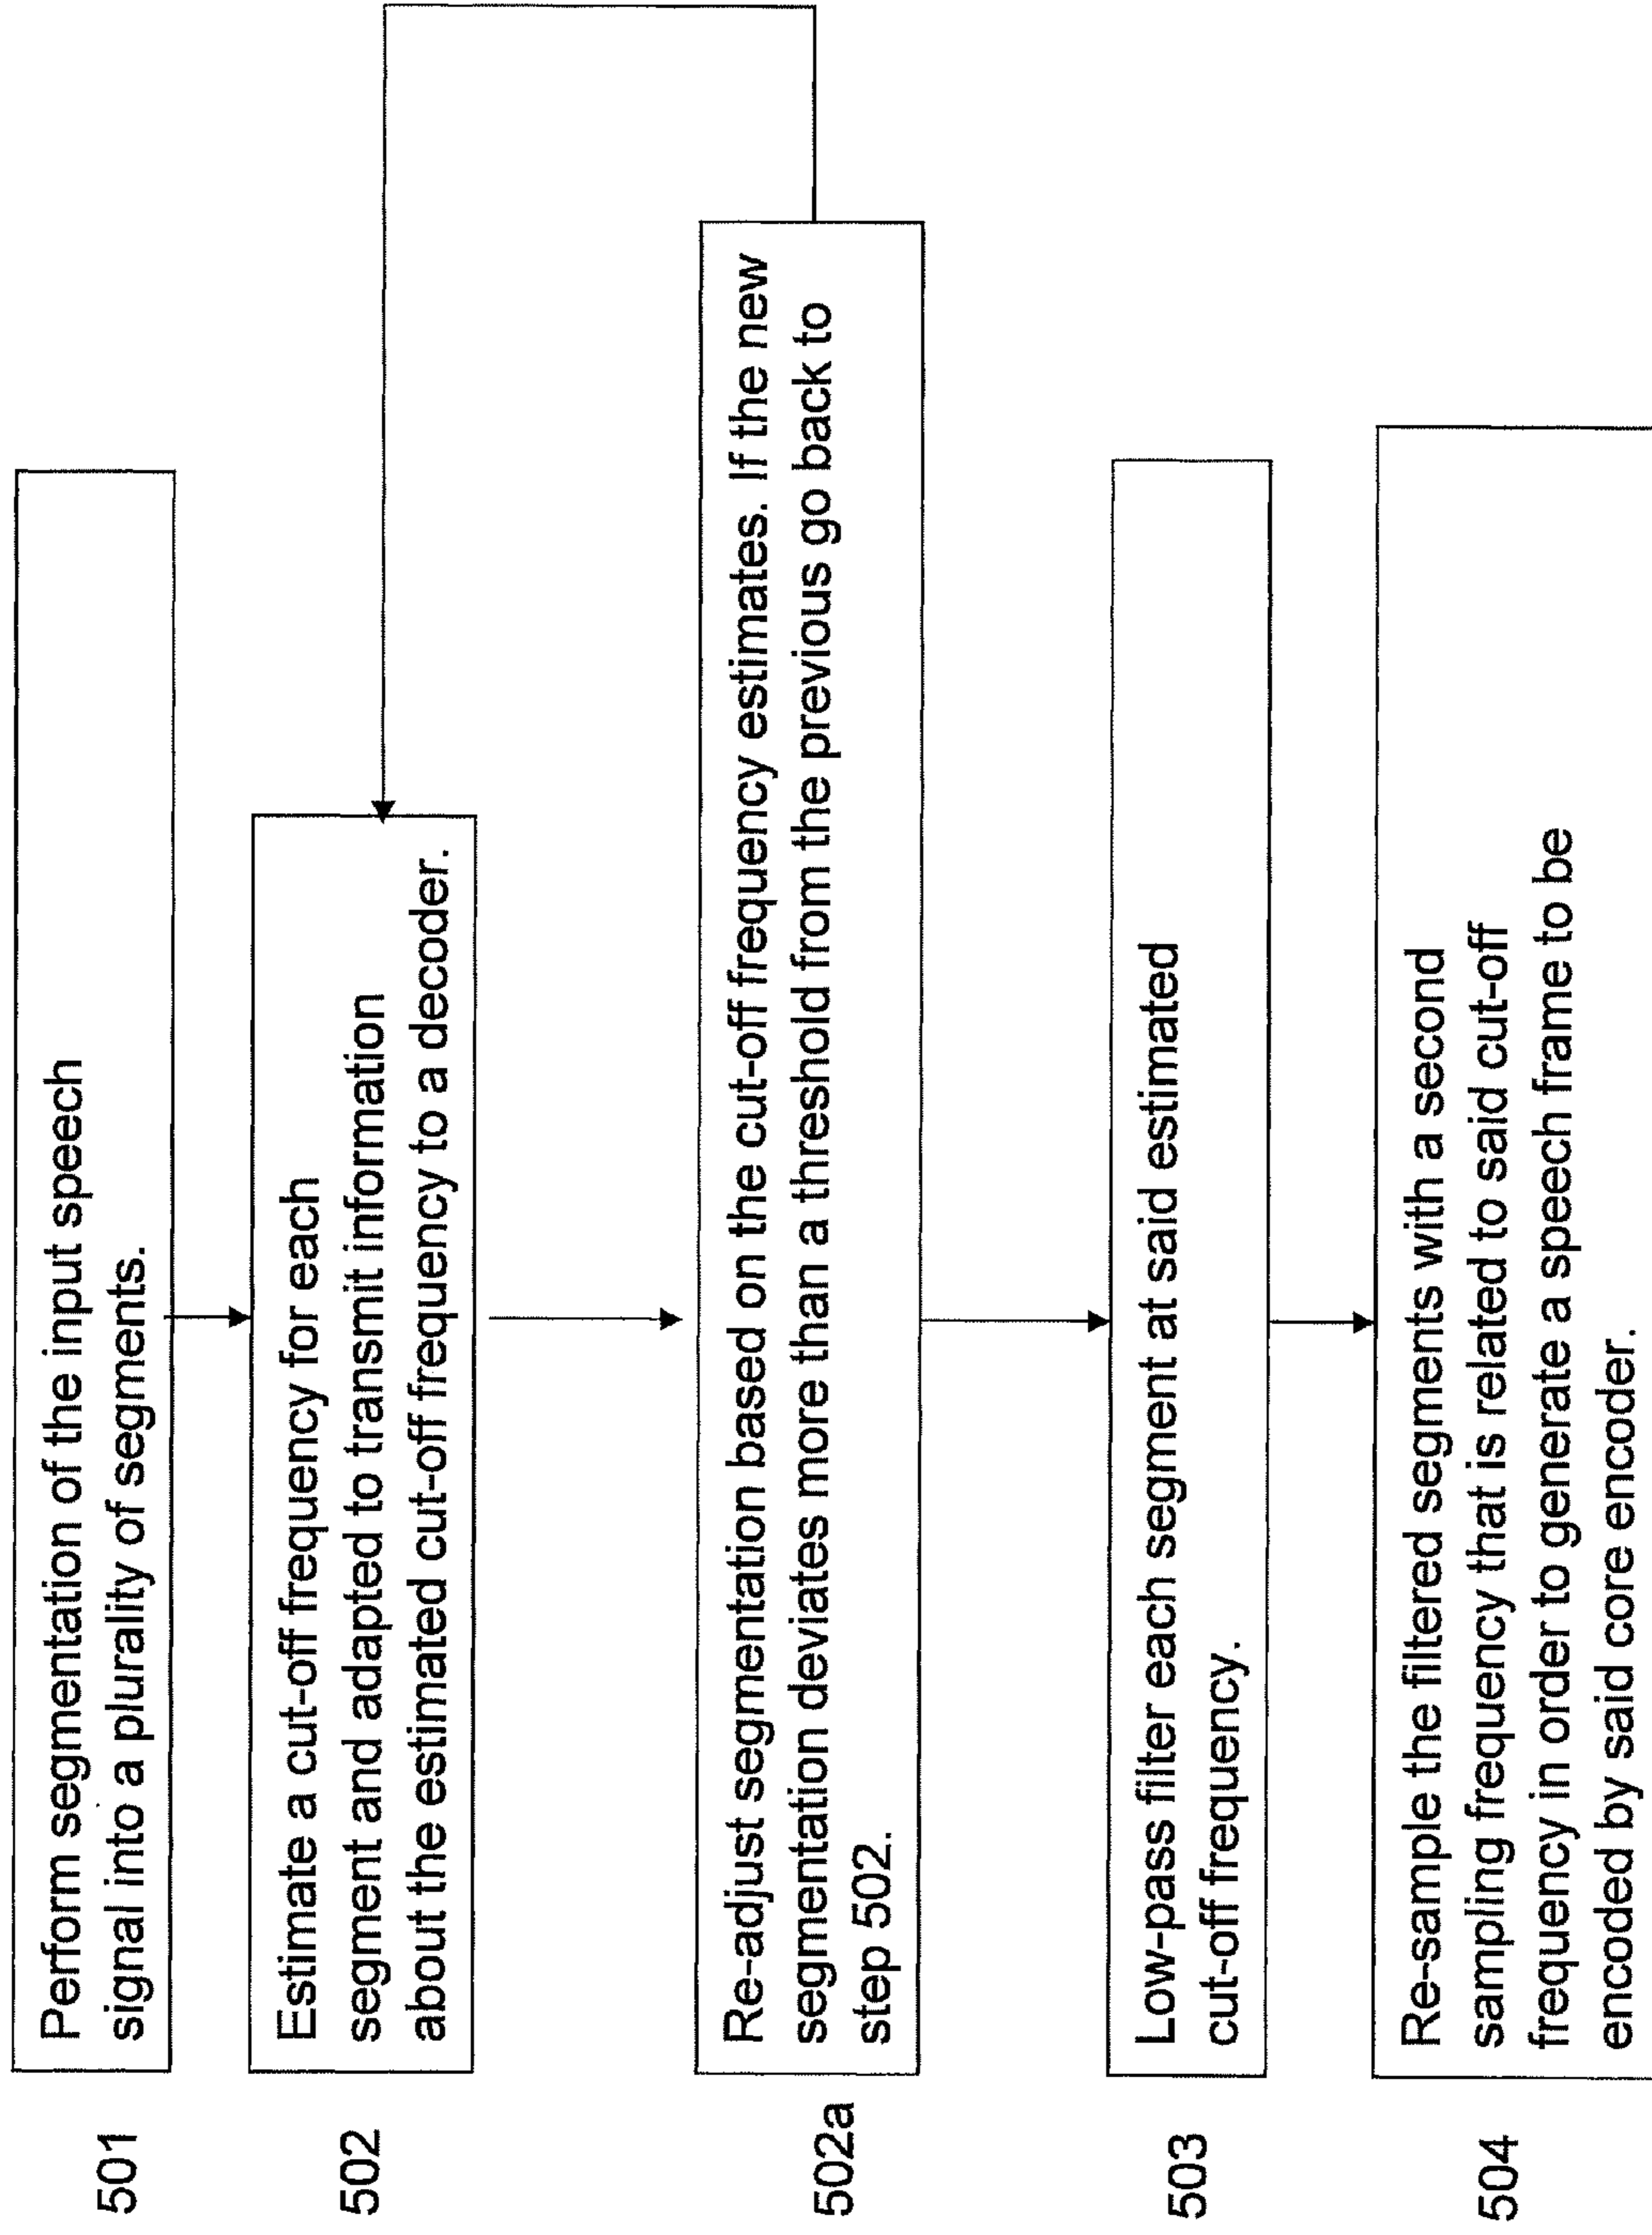 501
Perform segmentation of the input speech
signal into a plurality of segments.
502
Estimate a cut-off frequency for each
segment and adapted to transmit information
about the estimated cut-off frequency to a decoder.
502a
Re-adjust segmentation based on the cut-off frequency estimates. If the new
segmentation deviates more than a threshold from the previous go back to
step 502.
503
Low-pass filter each segment at said estimated
cut-off frequency.
504
Re-sample the filtered segments with a second
sampling frequency that is related to said cut-off
frequency in order to generate a speech frame to be
encoded by said core encoder.